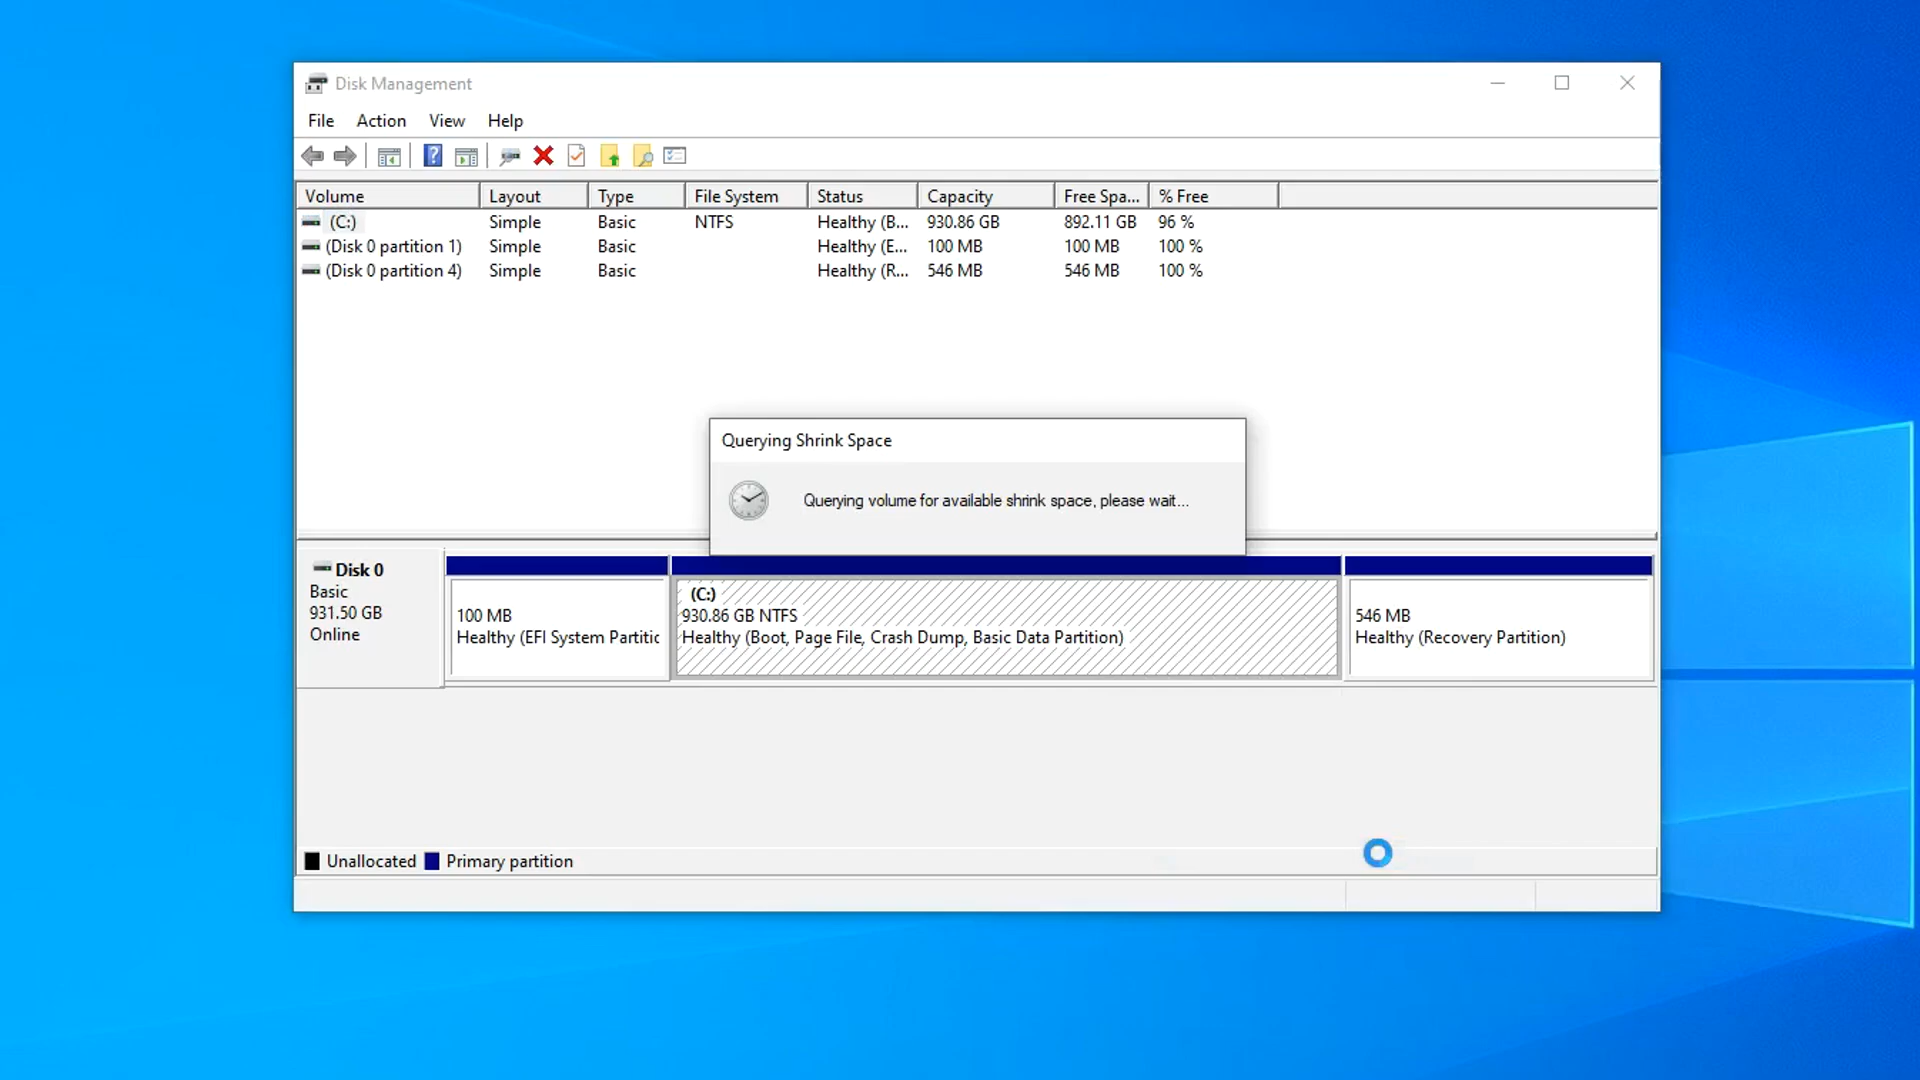 Disk Management
File Action View Help
Volume Layout Type File System Status Capacity Free Spa... % Free
(C:) Simple Basic NTFS Healthy (B... 930.86 GB 892.11 GB 96 %
(Disk 0 partition 1) Simple Basic Healthy (E... 100 MB 100 MB 100 %
(Disk 0 partition 4) Simple Basic Healthy (R... 546 MB 546 MB 100 %
Querying Shrink Space
Querying volume for available shrink space, please wait...
Disk 0
Basic
931.50 GB
Online
100 MB
Healthy (EFI System Partitic
(C:)
930.86 GB NTFS
Healthy (Boot, Page File, Crash Dump, Basic Data Partition)
546 MB
Healthy (Recovery Partition)
Unallocated Primary partition